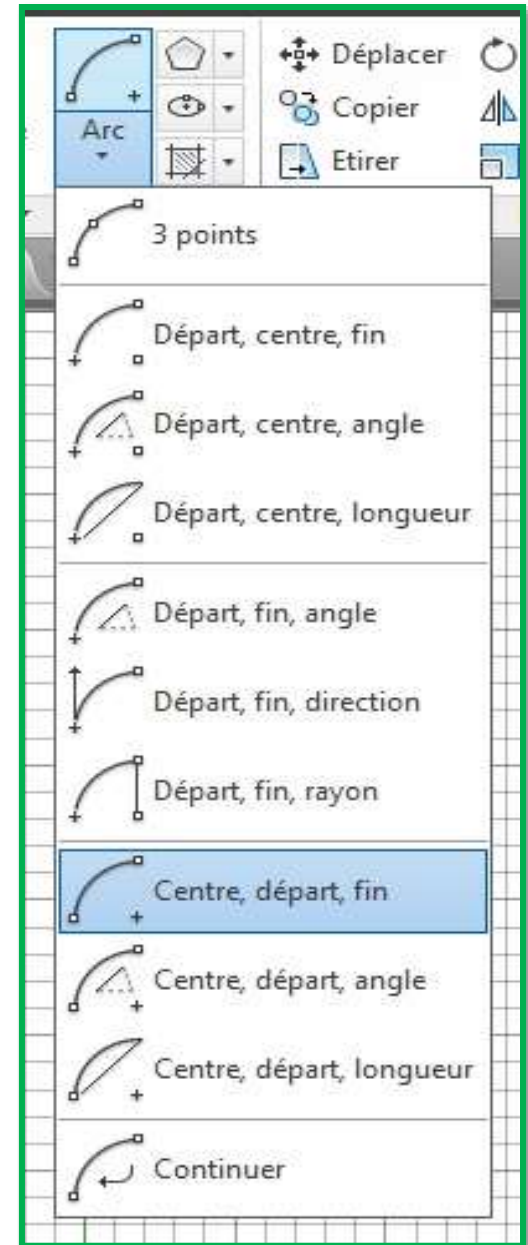 Arc
Déplacer
Copier
Etirer
3 points
Départ, centre, fin
Départ, centre, angle
Départ, centre, longueur
Départ, fin, angle
Départ, fin, direction
Départ, fin, rayon
Centre, départ, fin
Centre, départ, angle
Centre, départ, longueur
Continuer